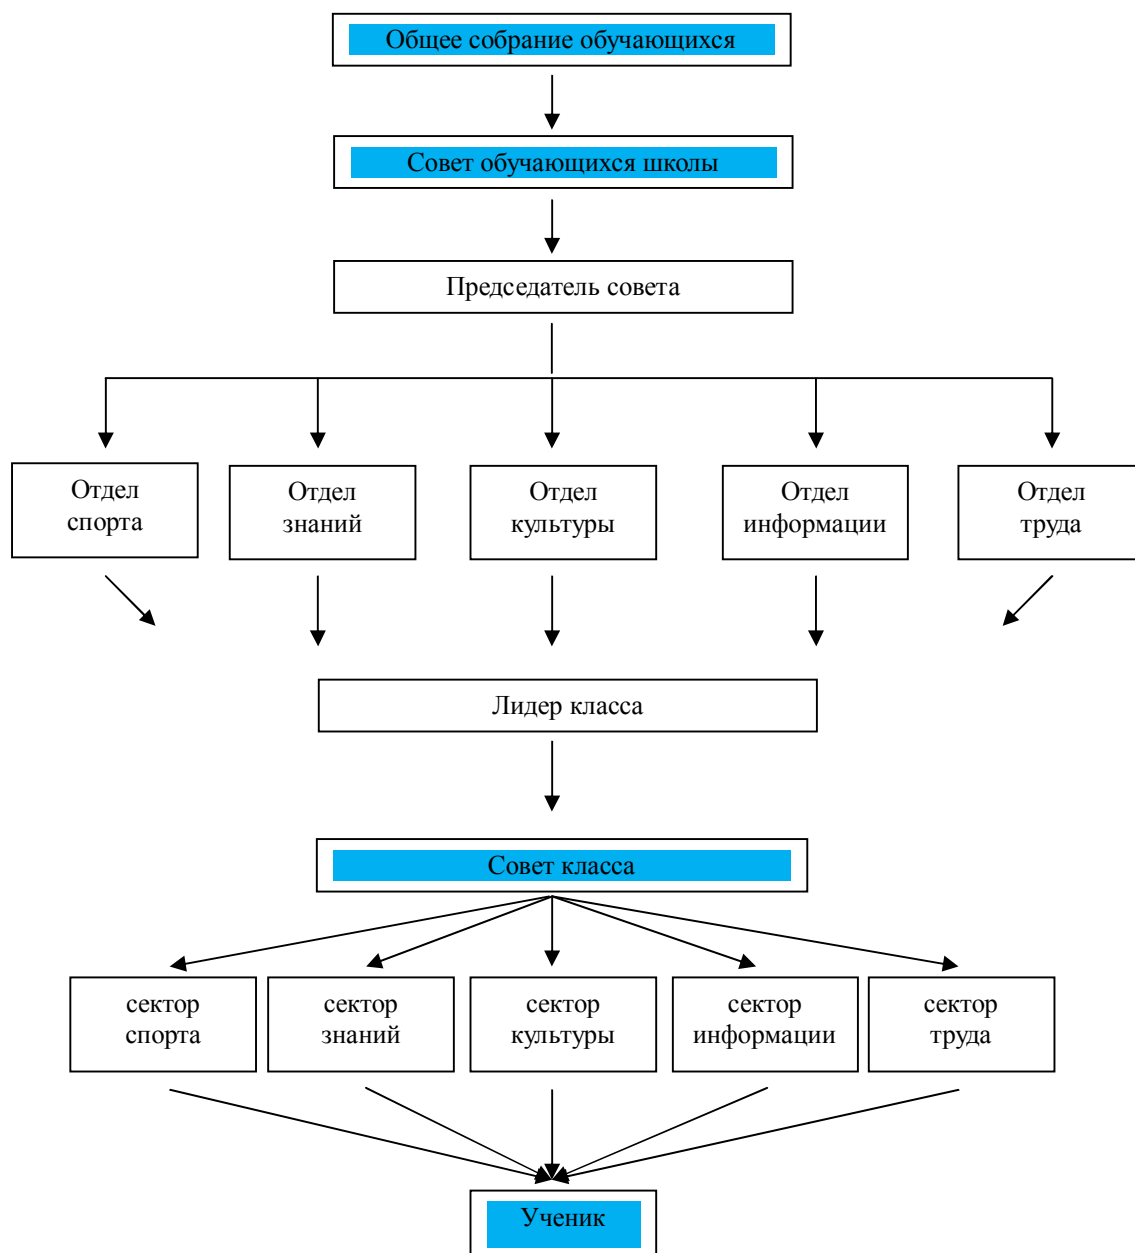 Общее собрание обучающихся
Совет обучающихся школы
Председатель совета
Отдел
спорта
Отдел
знаний
Отдел
культуры
Отдел
информации
Отдел
труда
Лидер класса
Совет класса
сектор
спорта
сектор
знаний
сектор
культуры
сектор
информации
сектор
труда
Ученик